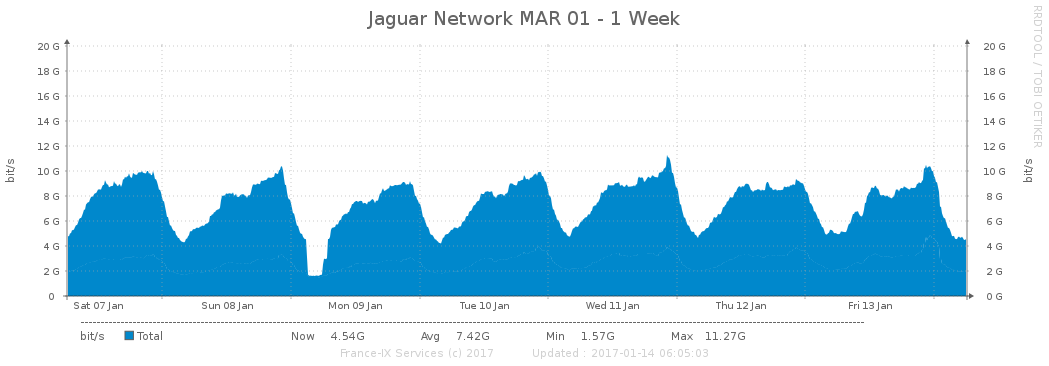 Jaguar Network MAR 01 - 1 Week
RRDTOOL / TOBI OETIKER
bit/s
20 G 20 G
18 G 18 G
16 G 16 G
14 G 14 G
12 G 12 G
10 G 10 G
8 G 8 G
6 G 6 G
4 G 4 G
2 G 2 G
0 0 G
bit/s
Sat 07 Jan Sun 08 Jan Mon 09 Jan Tue 10 Jan Wed 11 Jan Thu 12 Jan Fri 13 Jan
bit/s Total Now 4.54G Avg 7.42G Min 1.57G Max 11.27G
France-IX Services (c) 2017 Updated : 2017-01-14 06:05:03